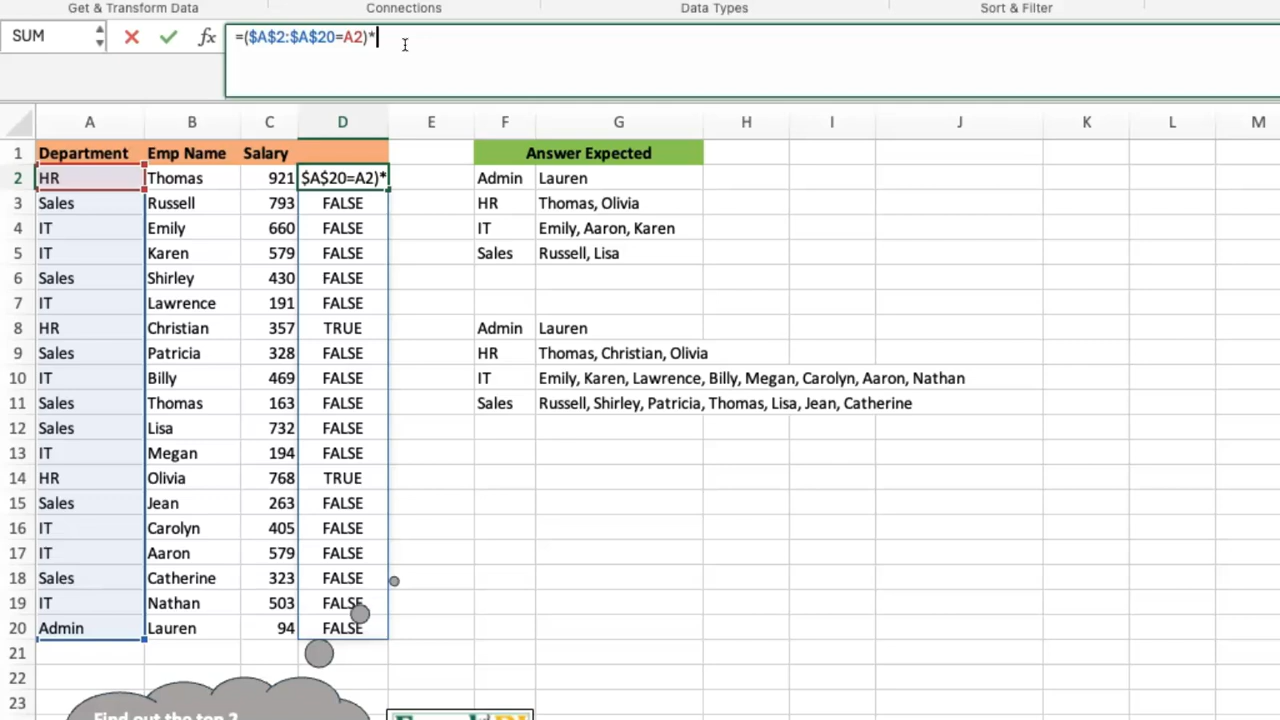 Get & Transform Data Connections Data Types Sort & Filter
SUM fx =($A$2:$A$20=A2)*
A B C D E F G H I J K L M
1 Department Emp Name Salary Answer Expected
2 HR Thomas 921 $A$20=A2)* Admin Lauren
3 Sales Russell 793 FALSE HR Thomas, Olivia
4 IT Emily 660 FALSE IT Emily, Aaron, Karen
5 IT Karen 579 FALSE Sales Russell, Lisa
6 Sales Shirley 430 FALSE
7 IT Lawrence 191 FALSE
8 HR Christian 357 TRUE Admin Lauren
9 Sales Patricia 328 FALSE HR Thomas, Christian, Olivia
10 IT Billy 469 FALSE IT Emily, Karen, Lawrence, Billy, Megan, Carolyn, Aaron, Nathan
11 Sales Thomas 163 FALSE Sales Russell, Shirley, Patricia, Thomas, Lisa, Jean, Catherine
12 Sales Lisa 732 FALSE
13 IT Megan 194 FALSE
14 HR Olivia 768 TRUE
15 Sales Jean 263 FALSE
16 IT Carolyn 405 FALSE
17 IT Aaron 579 FALSE
18 Sales Catherine 323 FALSE
19 IT Nathan 503 FALSE
20 Admin Lauren 94 FALSE
21
22
23
Find out the top 2